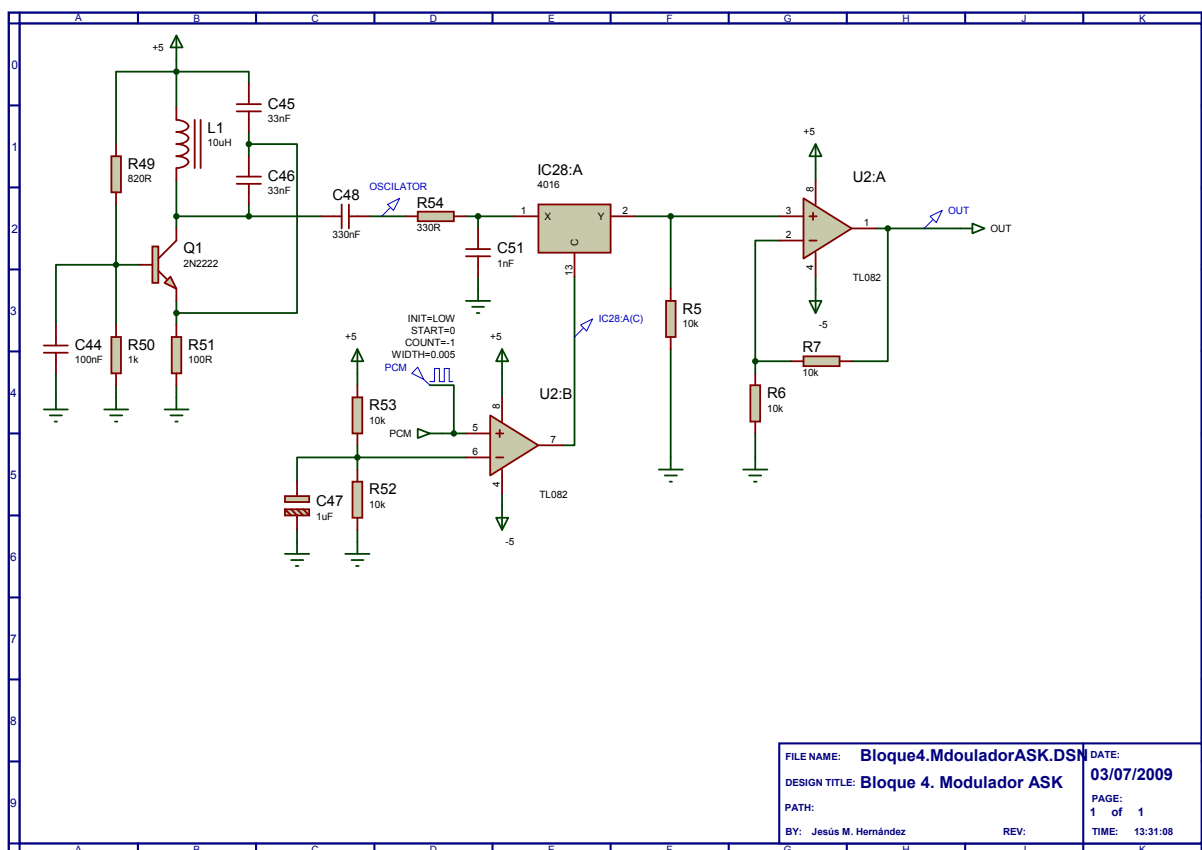 A B C D E F G H J K
0
1
2
3
4
5
6
7
8
9
+5
C45
33nF
L1
10uH
R49
820R
C46
33nF
Q1
2N2222
C44
100nF
R50
1k
R51
100R
C48
330nF
OSCILATOR
R54
330R
C51
1nF
IC28:A
4016
1
X
Y
2
C
13
IC28:A(C)
INIT=LOW
START=0
COUNT=-1
WIDTH=0.005
PCM
PCM
+5
R53
10k
R52
10k
C47
1uF
+5
8
U2:B
5
6
7
4
TL082
-5
R5
10k
+5
8
U2:A
3
2
1
4
TL082
-5
OUT
OUT
R7
10k
R6
10k
FILE NAME: Bloque4.MdouladorASK.DSN
DESIGN TITLE: Bloque 4. Modulador ASK
PATH:
BY: Jesús M. Hernández REV:
DATE:
03/07/2009
PAGE:
1 of 1
TIME: 13:31:08
A B C D E F G H J K